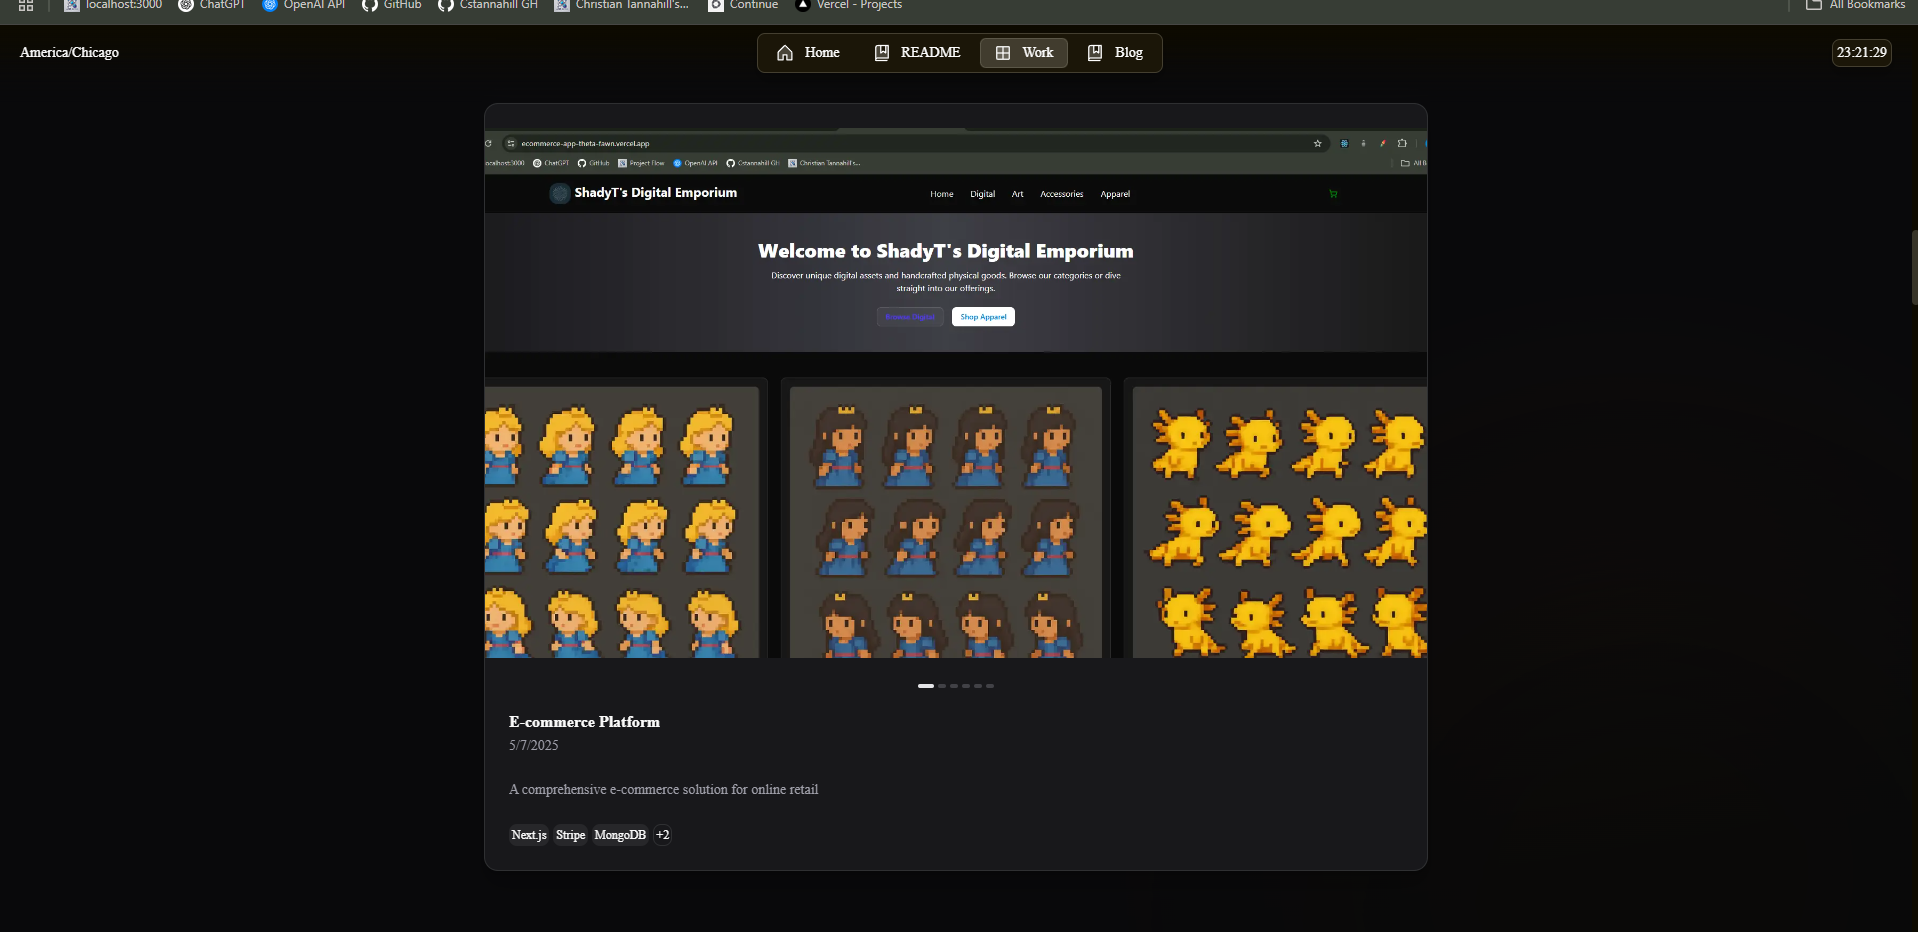 localhost:3000 ChatGPT OpenAI API GitHub Cstannahill GH Christian Tannahill's... Continue Vercel - Projects All Bookmarks
America/Chicago Home README Work Blog 23:21:29
ecommerce-app-theta-fawn.vercel.app
ocalhost:3000 ChatGPT GitHub Project Flow OpenAI API Cstannahill GH Christian Tannahill's... All B
ShadyT's Digital Emporium Home Digital Art Accessories Apparel
Welcome to ShadyT's Digital Emporium
Discover unique digital assets and handcrafted physical goods. Browse our categories or dive
straight into our offerings.
Browse Digital Shop Apparel
E-commerce Platform
5/7/2025
A comprehensive e-commerce solution for online retail
Next.js Stripe MongoDB +2